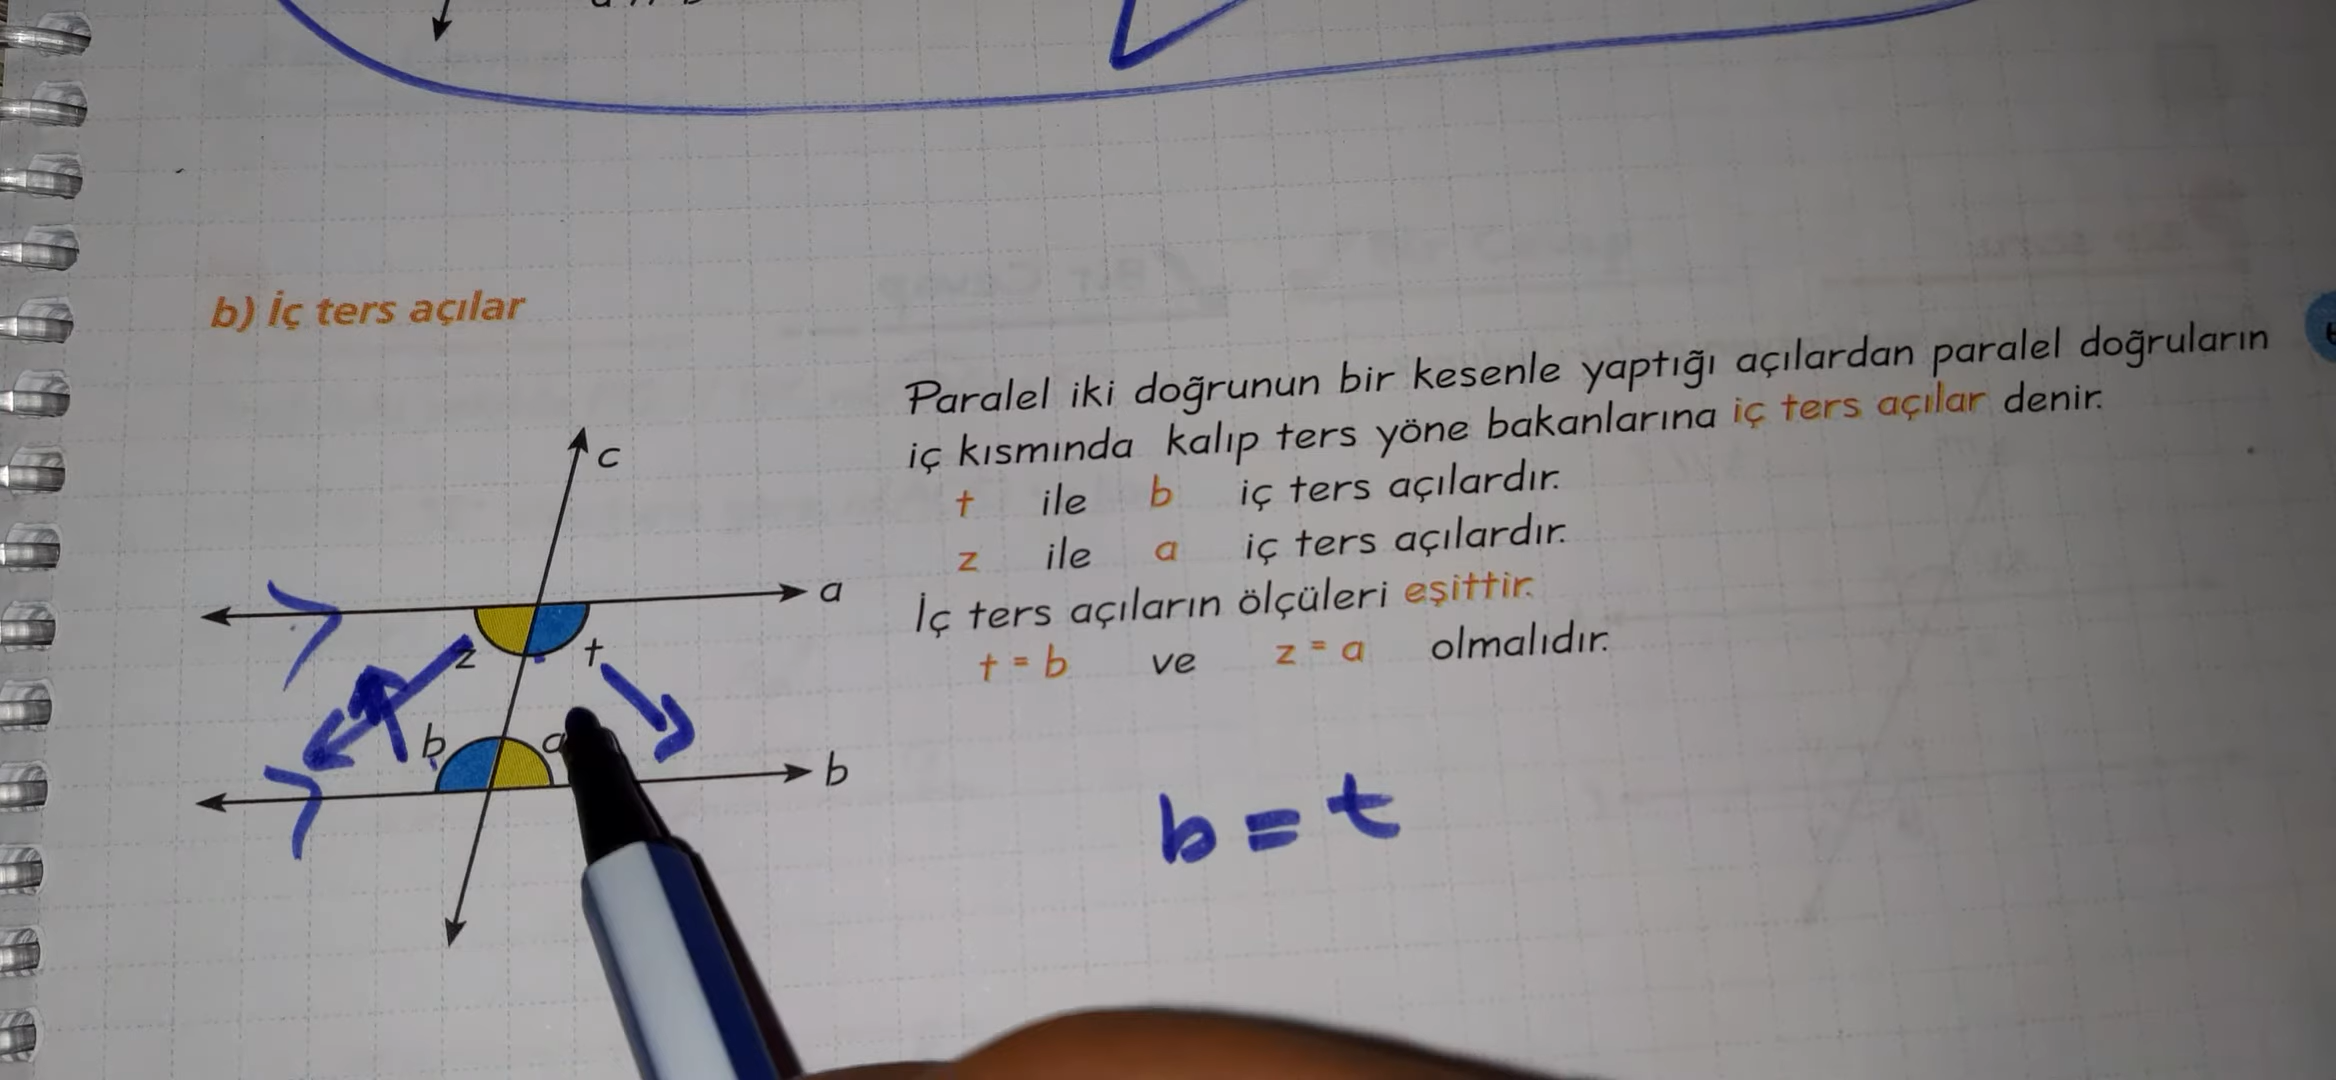 b) İç ters açılar
Paralel iki doğrunun bir kesenle yaptığı açılardan paralel doğruların
iç kısmında kalıp ters yöne bakanlarına iç ters açılar denir.
t ile b iç ters açılardır.
z ile a iç ters açılardır.
İç ters açıların ölçüleri eşittir.
t = b ve z = a olmalıdır.
c
a
z t
b a
b
b = t